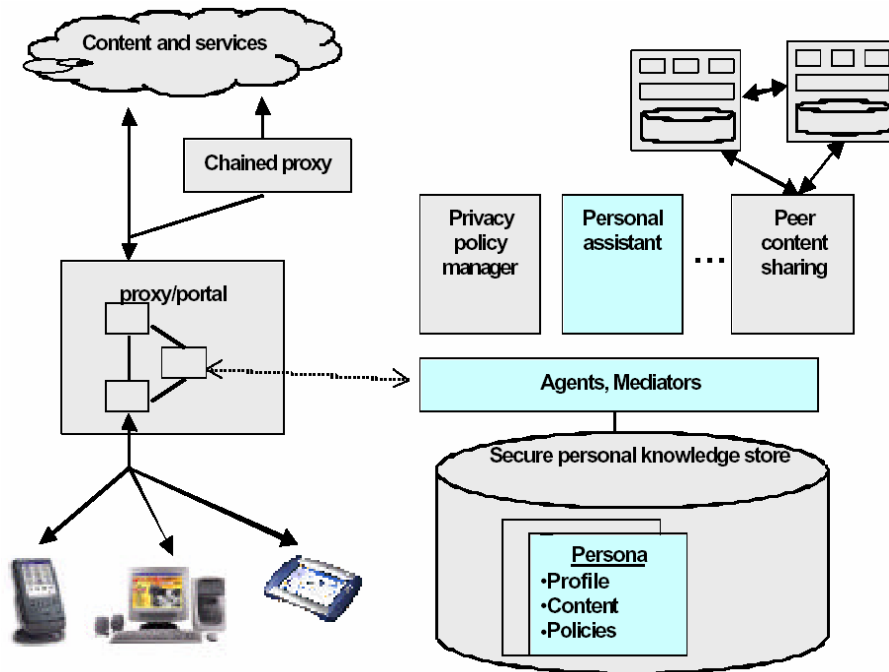 Content and services
Chained proxy
Privacy
policy
manager
Personal
assistant
...
Peer
content
sharing
proxy/portal
Agents, Mediators
Secure personal knowledge store
Persona
•Profile
•Content
•Policies